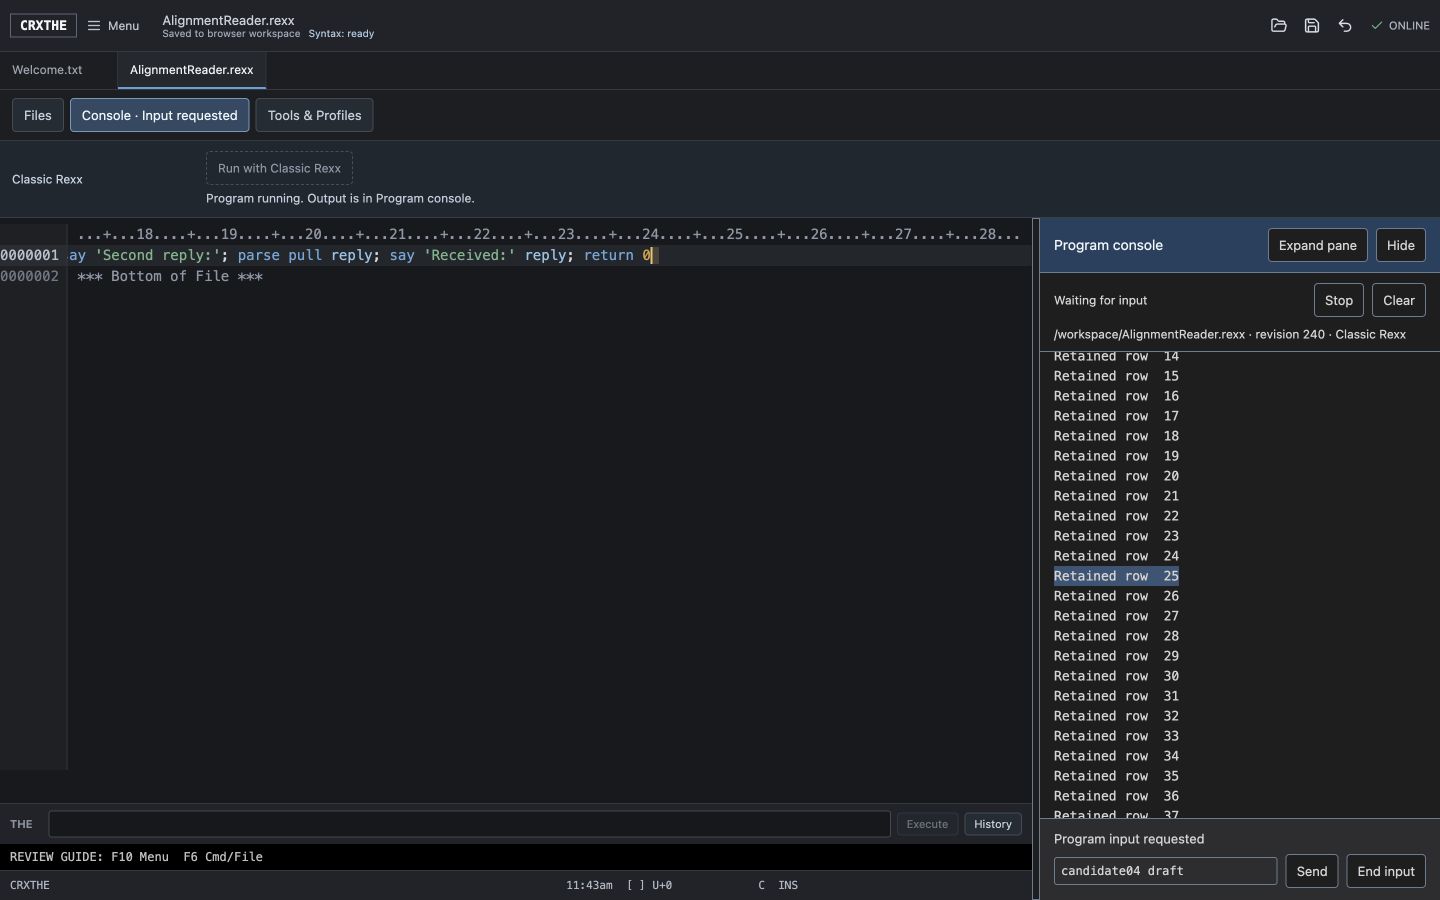 CRXTHE
Menu
AlignmentReader.rexx
Saved to browser workspace Syntax: ready
ONLINE
Welcome.txt
AlignmentReader.rexx
Files
Console · Input requested
Tools & Profiles
Classic Rexx
Run with Classic Rexx
Program running. Output is in Program console.
...+...18....+...19....+...20....+...21....+...22....+...23....+...24....+...25....+...26....+...27....+...28...
0000001 ay 'Second reply:'; parse pull reply; say 'Received:' reply; return 0
0000002 *** Bottom of File ***
THE
Execute
History
REVIEW GUIDE: F10 Menu F6 Cmd/File
CRXTHE
11:43am [ ] U+0 C INS
Program console
Expand pane
Hide
Waiting for input
Stop
Clear
/workspace/AlignmentReader.rexx · revision 240 · Classic Rexx
Retained row 14
Retained row 15
Retained row 16
Retained row 17
Retained row 18
Retained row 19
Retained row 20
Retained row 21
Retained row 22
Retained row 23
Retained row 24
Retained row 25
Retained row 26
Retained row 27
Retained row 28
Retained row 29
Retained row 30
Retained row 31
Retained row 32
Retained row 33
Retained row 34
Retained row 35
Retained row 36
Retained row 37
Program input requested
candidate04 draft
Send
End input